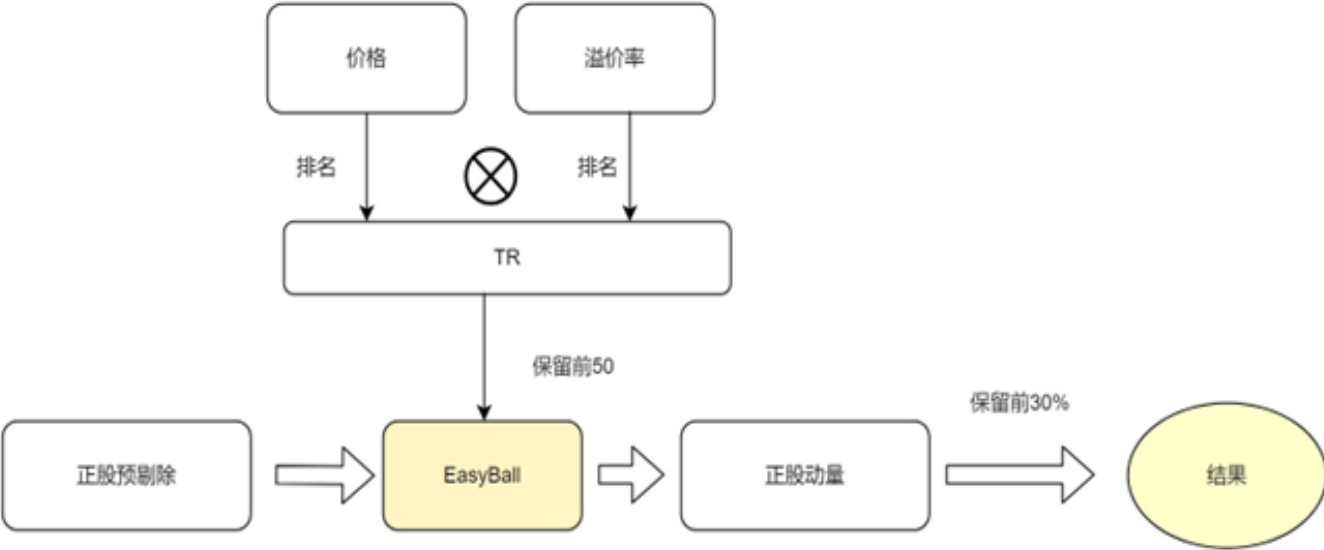 价格
溢价率
排名
排名
TR
保留前50
保留前30%
正股预剔除
EasyBall
正股动量
结果